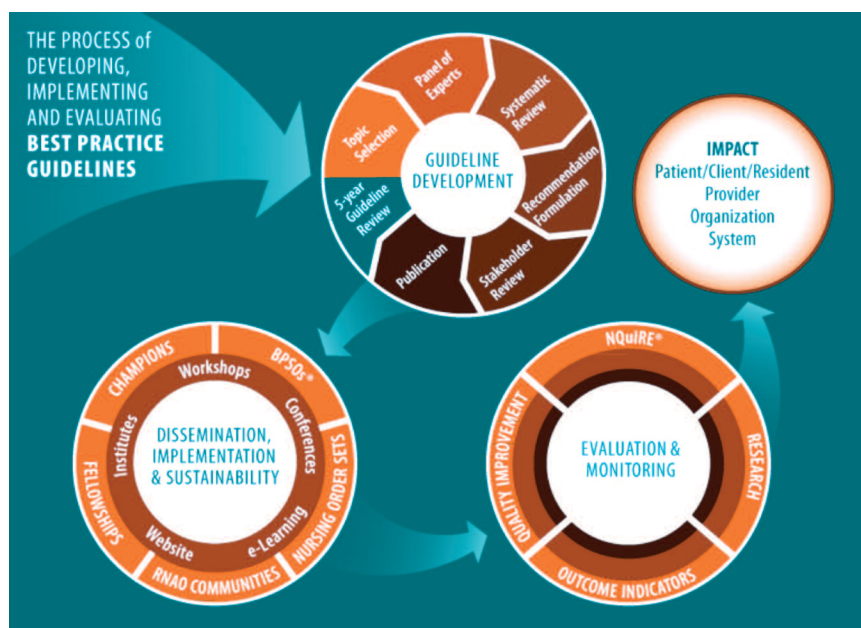 THE PROCESS of
DEVELOPING,
IMPLEMENTING
AND EVALUATING
BEST PRACTICE
GUIDELINES
GUIDELINE
DEVELOPMENT
Topic
Selection
Panel of
Experts
Systematic
Review
Recommendation
Formulation
Stakeholder
Review
Publication
5-year
Guideline
Review
IMPACT
Patient/Client/Resident
Provider
Organization
System
DISSEMINATION,
IMPLEMENTATION
& SUSTAINABILITY
CHAMPIONS
BPSOs®
NURSING ORDER SETS
RNAO COMMUNITIES
FELLOWSHIPS
Workshops
Conferences
e-Learning
Website
Institutes
EVALUATION &
MONITORING
NQuIRE®
RESEARCH
OUTCOME INDICATORS
QUALITY IMPROVEMENT